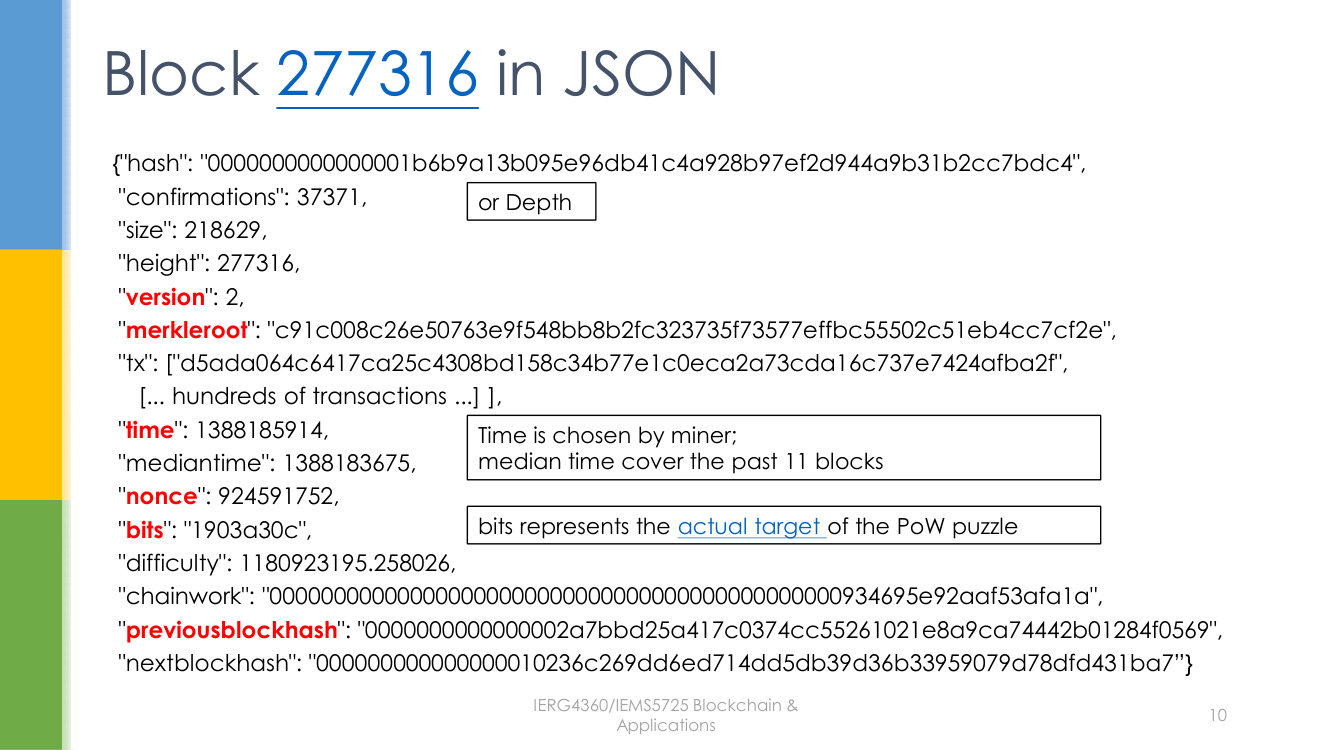 Block 277316 in JSON
{"hash": "0000000000000001b6b9a13b095e96db41c4a928b97ef2d944a9b31b2cc7bdc4",
"confirmations": 37371,
or Depth
"size": 218629,
"height": 277316,
"version": 2,
"merkleroot": "c91c008c26e50763e9f548bb8b2fc323735f73577effbc55502c51eb4cc7cf2e",
"tx": ["d5ada064c6417ca25c4308bd158c34b77e1c0eca2a73cda16c737e7424afba2f",
[... hundreds of transactions ...] ],
"time": 1388185914,
Time is chosen by miner;
"mediantime": 1388183675,
median time cover the past 11 blocks
"nonce": 924591752,
"bits": "1903a30c",
bits represents the actual target of the PoW puzzle
"difficulty": 1180923195.258026,
"chainwork": "000000000000000000000000000000000000000000000934695e92aaf53afa1a",
"previousblockhash": "0000000000000002a7bbd25a417c0374cc55261021e8a9ca74442b01284f0569",
"nextblockhash": "000000000000000010236c269dd6ed714dd5db39d36b33959079d78dfd431ba7”}
IERG4360/IEMS5725 Blockchain &
Applications
10